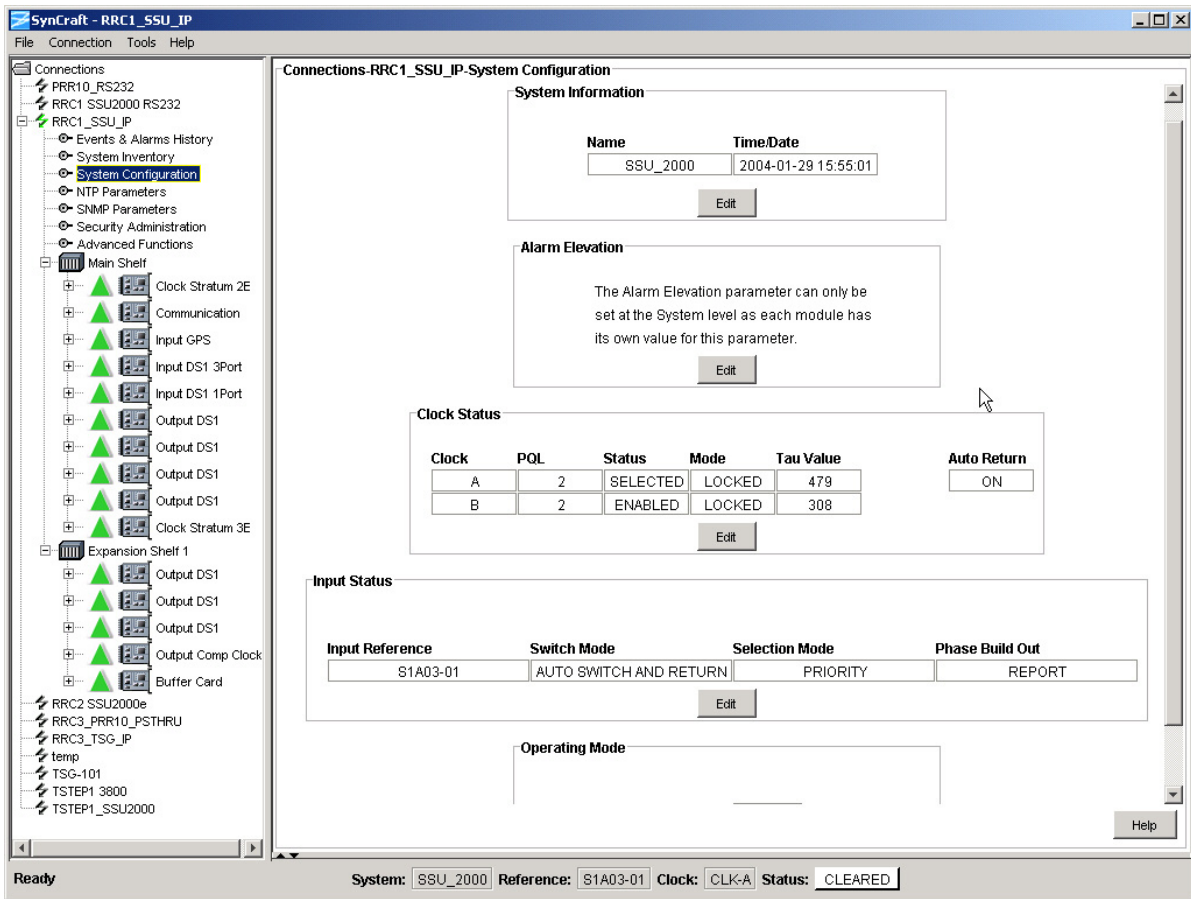 SynCraft - RRC1_SSU_IP
File Connection Tools Help
Connections
PRR10_RS232
RRC1 SSU2000 RS232
RRC1_SSU_IP
Events & Alarms History
System Inventory
System Configuration
NTP Parameters
SNMP Parameters
Security Administration
Advanced Functions
Main Shelf
Clock Stratum 2E
Communication
Input GPS
Input DS1 3Port
Input DS1 1Port
Output DS1
Output DS1
Output DS1
Output DS1
Clock Stratum 3E
Expansion Shelf 1
Output DS1
Output DS1
Output DS1
Output Comp Clock
Buffer Card
RRC2 SSU2000e
RRC3_PRR10_PSTHRU
RRC3_TSG_IP
temp
TSG-101
TSTEP1 3800
TSTEP1_SSU2000
Connections-RRC1_SSU_IP-System Configuration
System Information
Name Time/Date
SSU_2000 2004-01-29 15:55:01
Edit
Alarm Elevation
The Alarm Elevation parameter can only be
set at the System level as each module has
its own value for this parameter.
Edit
Clock Status
Clock PQL Status Mode Tau Value Auto Return
A 2 SELECTED LOCKED 479 ON
B 2 ENABLED LOCKED 308
Edit
Input Status
Input Reference Switch Mode Selection Mode Phase Build Out
S1A03-01 AUTO SWITCH AND RETURN PRIORITY REPORT
Edit
Operating Mode
Help
Ready System: SSU_2000 Reference: S1A03-01 Clock: CLK-A Status: CLEARED